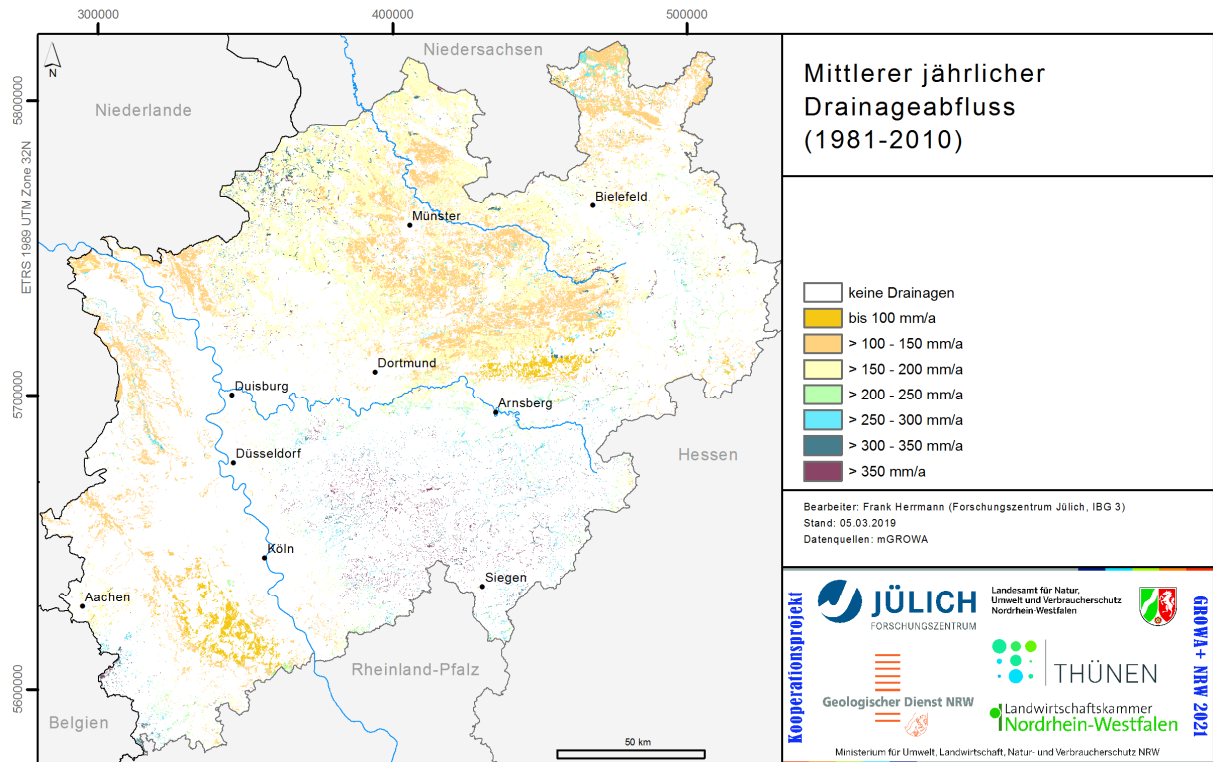 300000
400000
500000
5800000
5700000
5600000
ETRS 1989 UTM Zone 32N
N
Niedersachsen
Niederlande
Bielefeld
Münster
Dortmund
Duisburg
Arnsberg
Düsseldorf
Hessen
Köln
Siegen
Aachen
Rheinland-Pfalz
Belgien
50 km
Mittlerer jährlicher
Drainageabfluss
(1981-2010)
keine Drainagen
bis 100 mm/a
> 100 - 150 mm/a
> 150 - 200 mm/a
> 200 - 250 mm/a
> 250 - 300 mm/a
> 300 - 350 mm/a
> 350 mm/a
Bearbeiter: Frank Herrmann (Forschungszentrum Jülich, IBG 3)
Stand: 05.03.2019
Datenquellen: mGROWA
Kooperationsprojekt
JÜLICH
FORSCHUNGSZENTRUM
Landesamt für Natur,
Umwelt und Verbraucherschutz
Nordrhein-Westfalen
GROWA+ NRW 2021
Geologischer Dienst NRW
THÜNEN
Landwirtschaftskammer
Nordrhein-Westfalen
Ministerium für Umwelt, Landwirtschaft, Natur- und Verbraucherschutz NRW